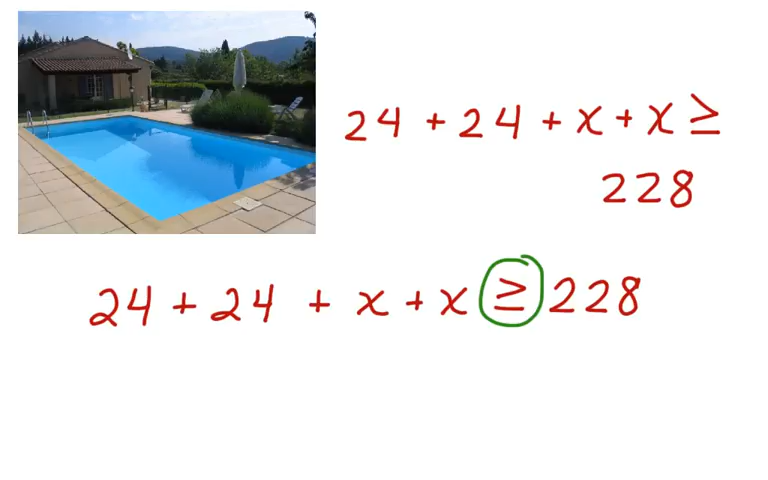 24 + 24 + x + x ≥
228
24 + 24 + x + x ≥ 228